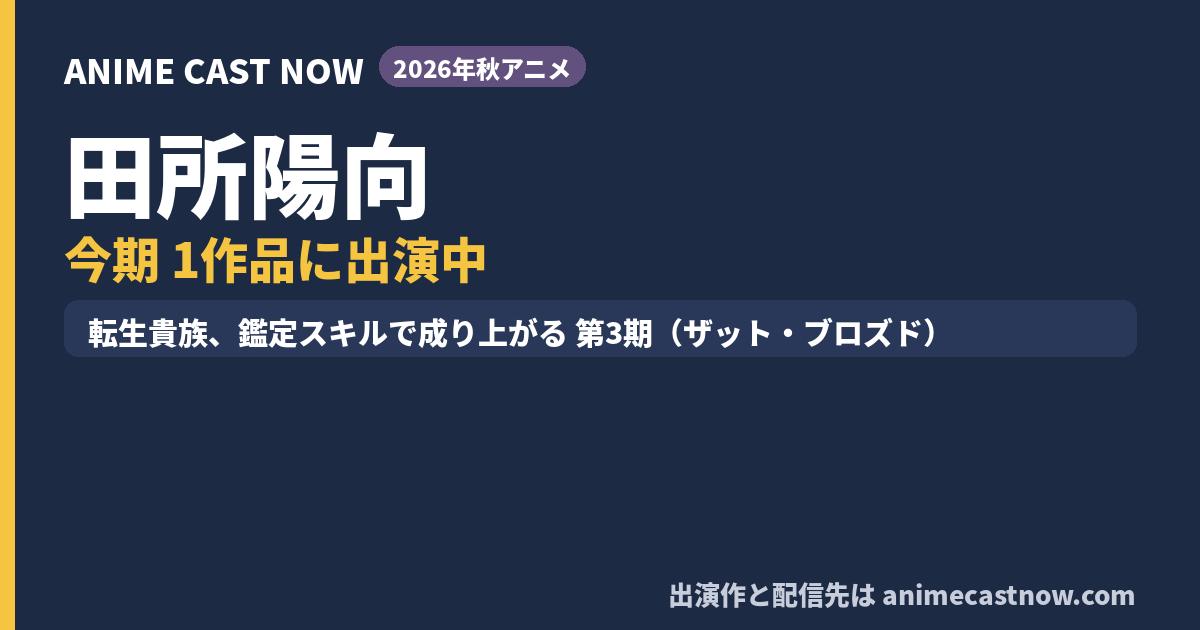 ANIME CAST NOW 2026年秋アニメ
田所陽向
今期 1作品に出演中
転生貴族、鑑定スキルで成り上がる 第3期（ザット・ブロズド）
出演作と配信先は animecastnow.com